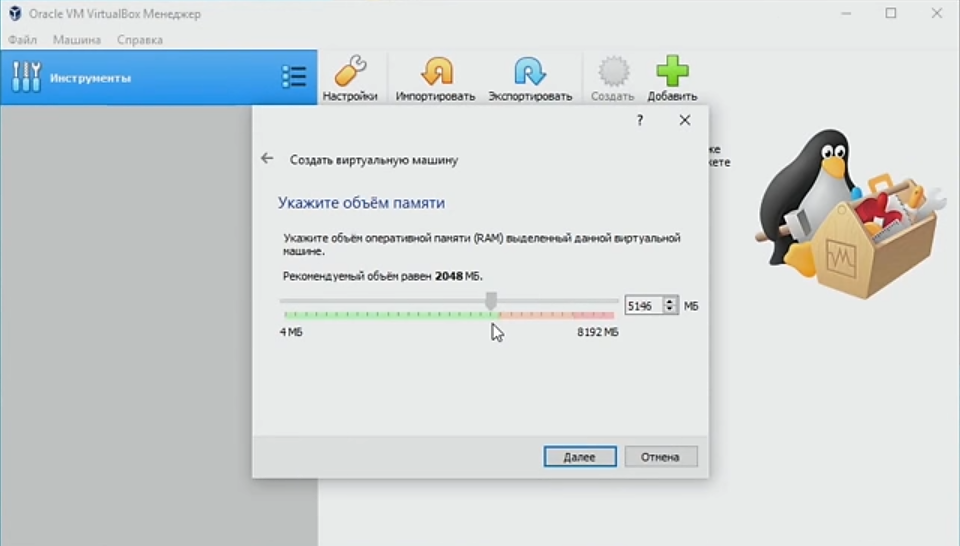 Oracle VM VirtualBox Менеджер
Файл Машина Справка
Инструменты
Настройки Импортировать Экспортировать Создать Добавить
?
Создать виртуальную машину
Укажите объём памяти
Укажите объём оперативной памяти (RAM) выделенный данной виртуальной
машине.
Рекомендуемый объём равен 2048 МБ.
5146 МБ
4 МБ 8192 МБ
Далее Отмена